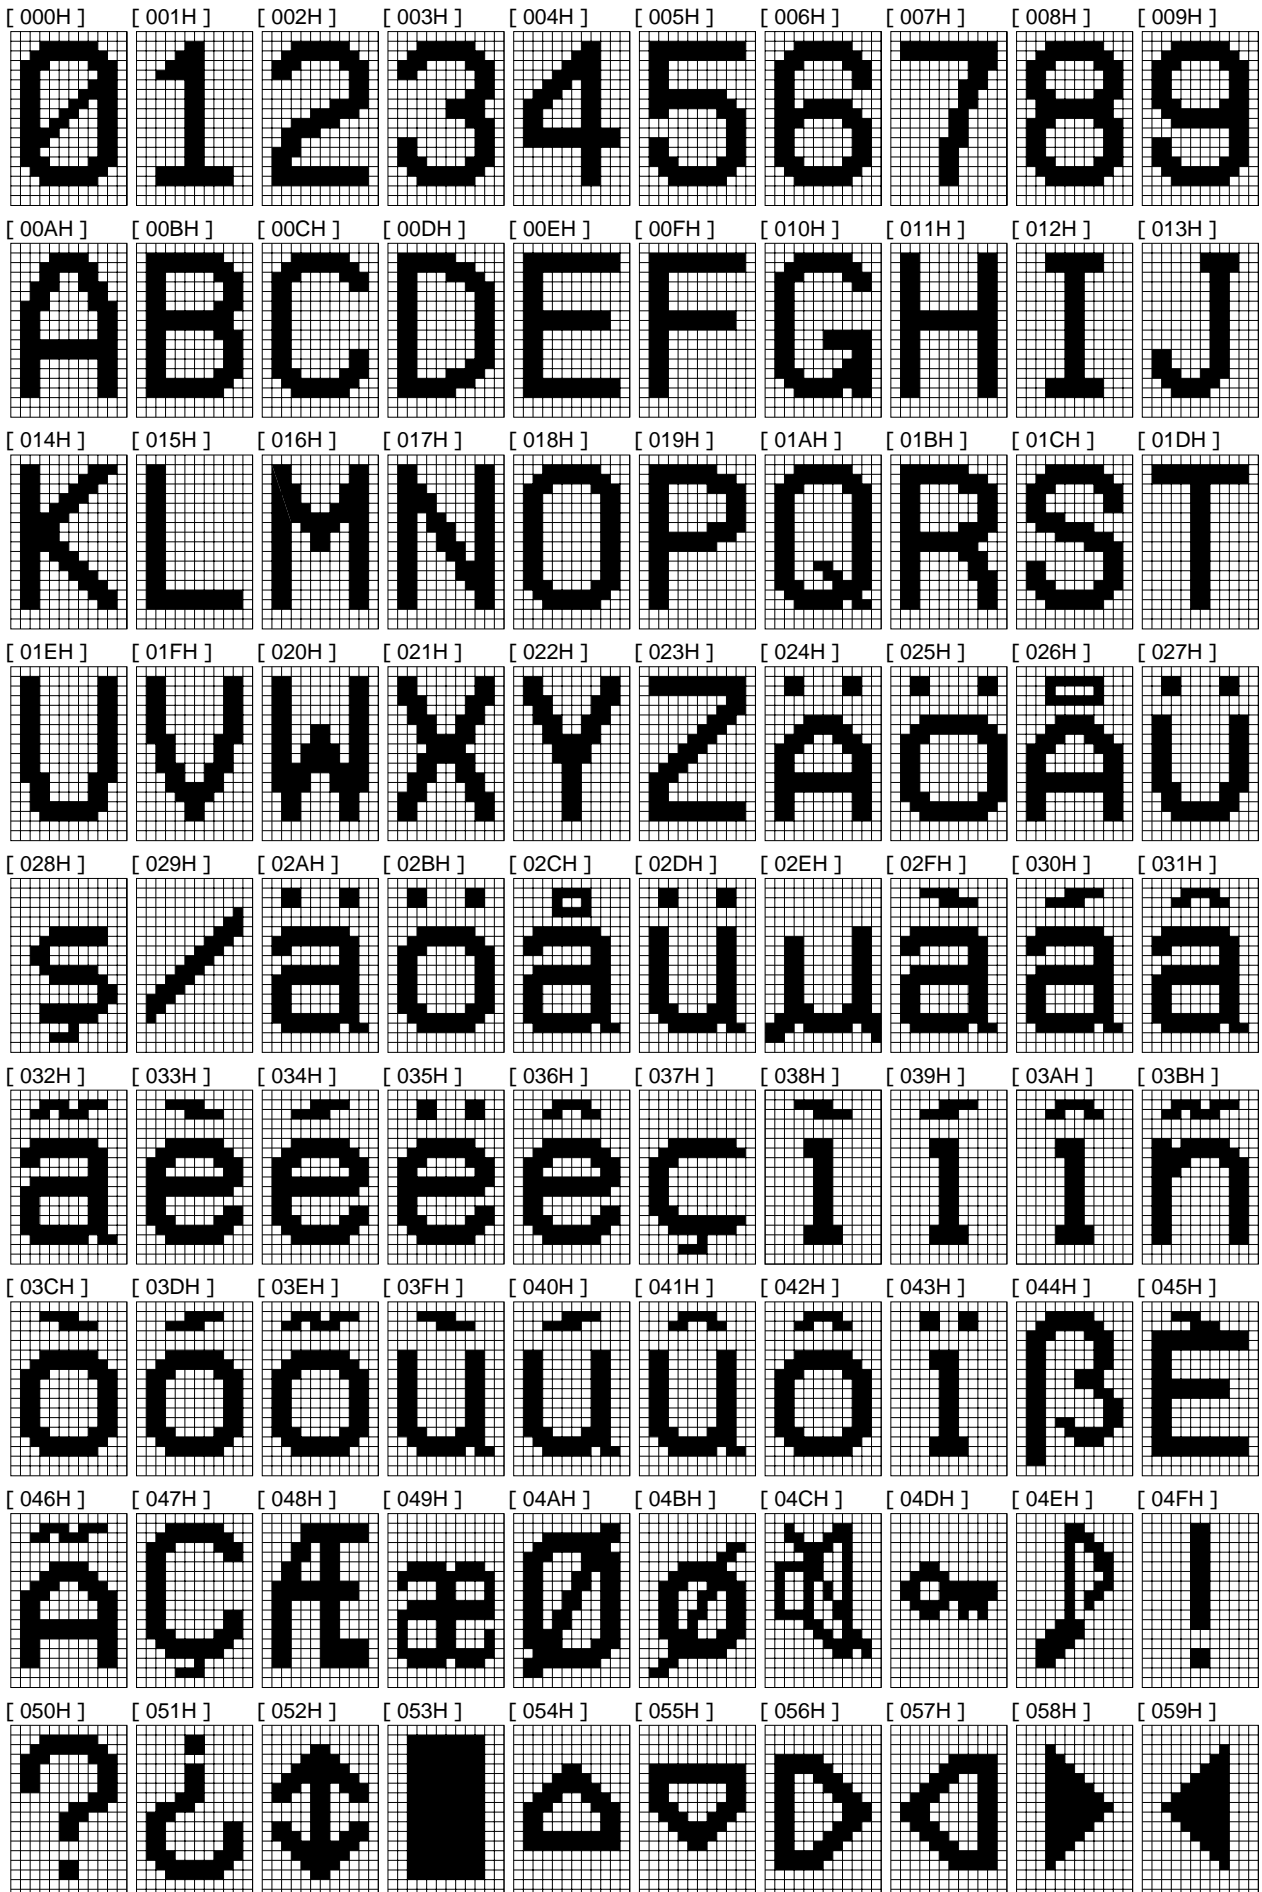 [ 000H ] [ 001H ] [ 002H ] [ 003H ] [ 004H ] [ 005H ] [ 006H ] [ 007H ] [ 008H ] [ 009H ]
0 1 2 3 4 5 6 7 8 9
[ 00AH ] [ 00BH ] [ 00CH ] [ 00DH ] [ 00EH ] [ 00FH ] [ 010H ] [ 011H ] [ 012H ] [ 013H ]
A B C D E F G H I J
[ 014H ] [ 015H ] [ 016H ] [ 017H ] [ 018H ] [ 019H ] [ 01AH ] [ 01BH ] [ 01CH ] [ 01DH ]
K L M N O P Q R S T
[ 01EH ] [ 01FH ] [ 020H ] [ 021H ] [ 022H ] [ 023H ] [ 024H ] [ 025H ] [ 026H ] [ 027H ]
U V W X Y Z Ä Ö Å Ü
[ 028H ] [ 029H ] [ 02AH ] [ 02BH ] [ 02CH ] [ 02DH ] [ 02EH ] [ 02FH ] [ 030H ] [ 031H ]
ş / ä ö å ü µ à á â
[ 032H ] [ 033H ] [ 034H ] [ 035H ] [ 036H ] [ 037H ] [ 038H ] [ 039H ] [ 03AH ] [ 03BH ]
ã è é ë ê ç ì í î ñ
[ 03CH ] [ 03DH ] [ 03EH ] [ 03FH ] [ 040H ] [ 041H ] [ 042H ] [ 043H ] [ 044H ] [ 045H ]
ò ó õ ù ú û ô ï ß È
[ 046H ] [ 047H ] [ 048H ] [ 049H ] [ 04AH ] [ 04BH ] [ 04CH ] [ 04DH ] [ 04EH ] [ 04FH ]
Ã Ç Æ æ Ø ø ♪ !
[ 050H ] [ 051H ] [ 052H ] [ 053H ] [ 054H ] [ 055H ] [ 056H ] [ 057H ] [ 058H ] [ 059H ]
? ¿ ↕ █ △ ▽ ▷ ◁ ▶ ◀